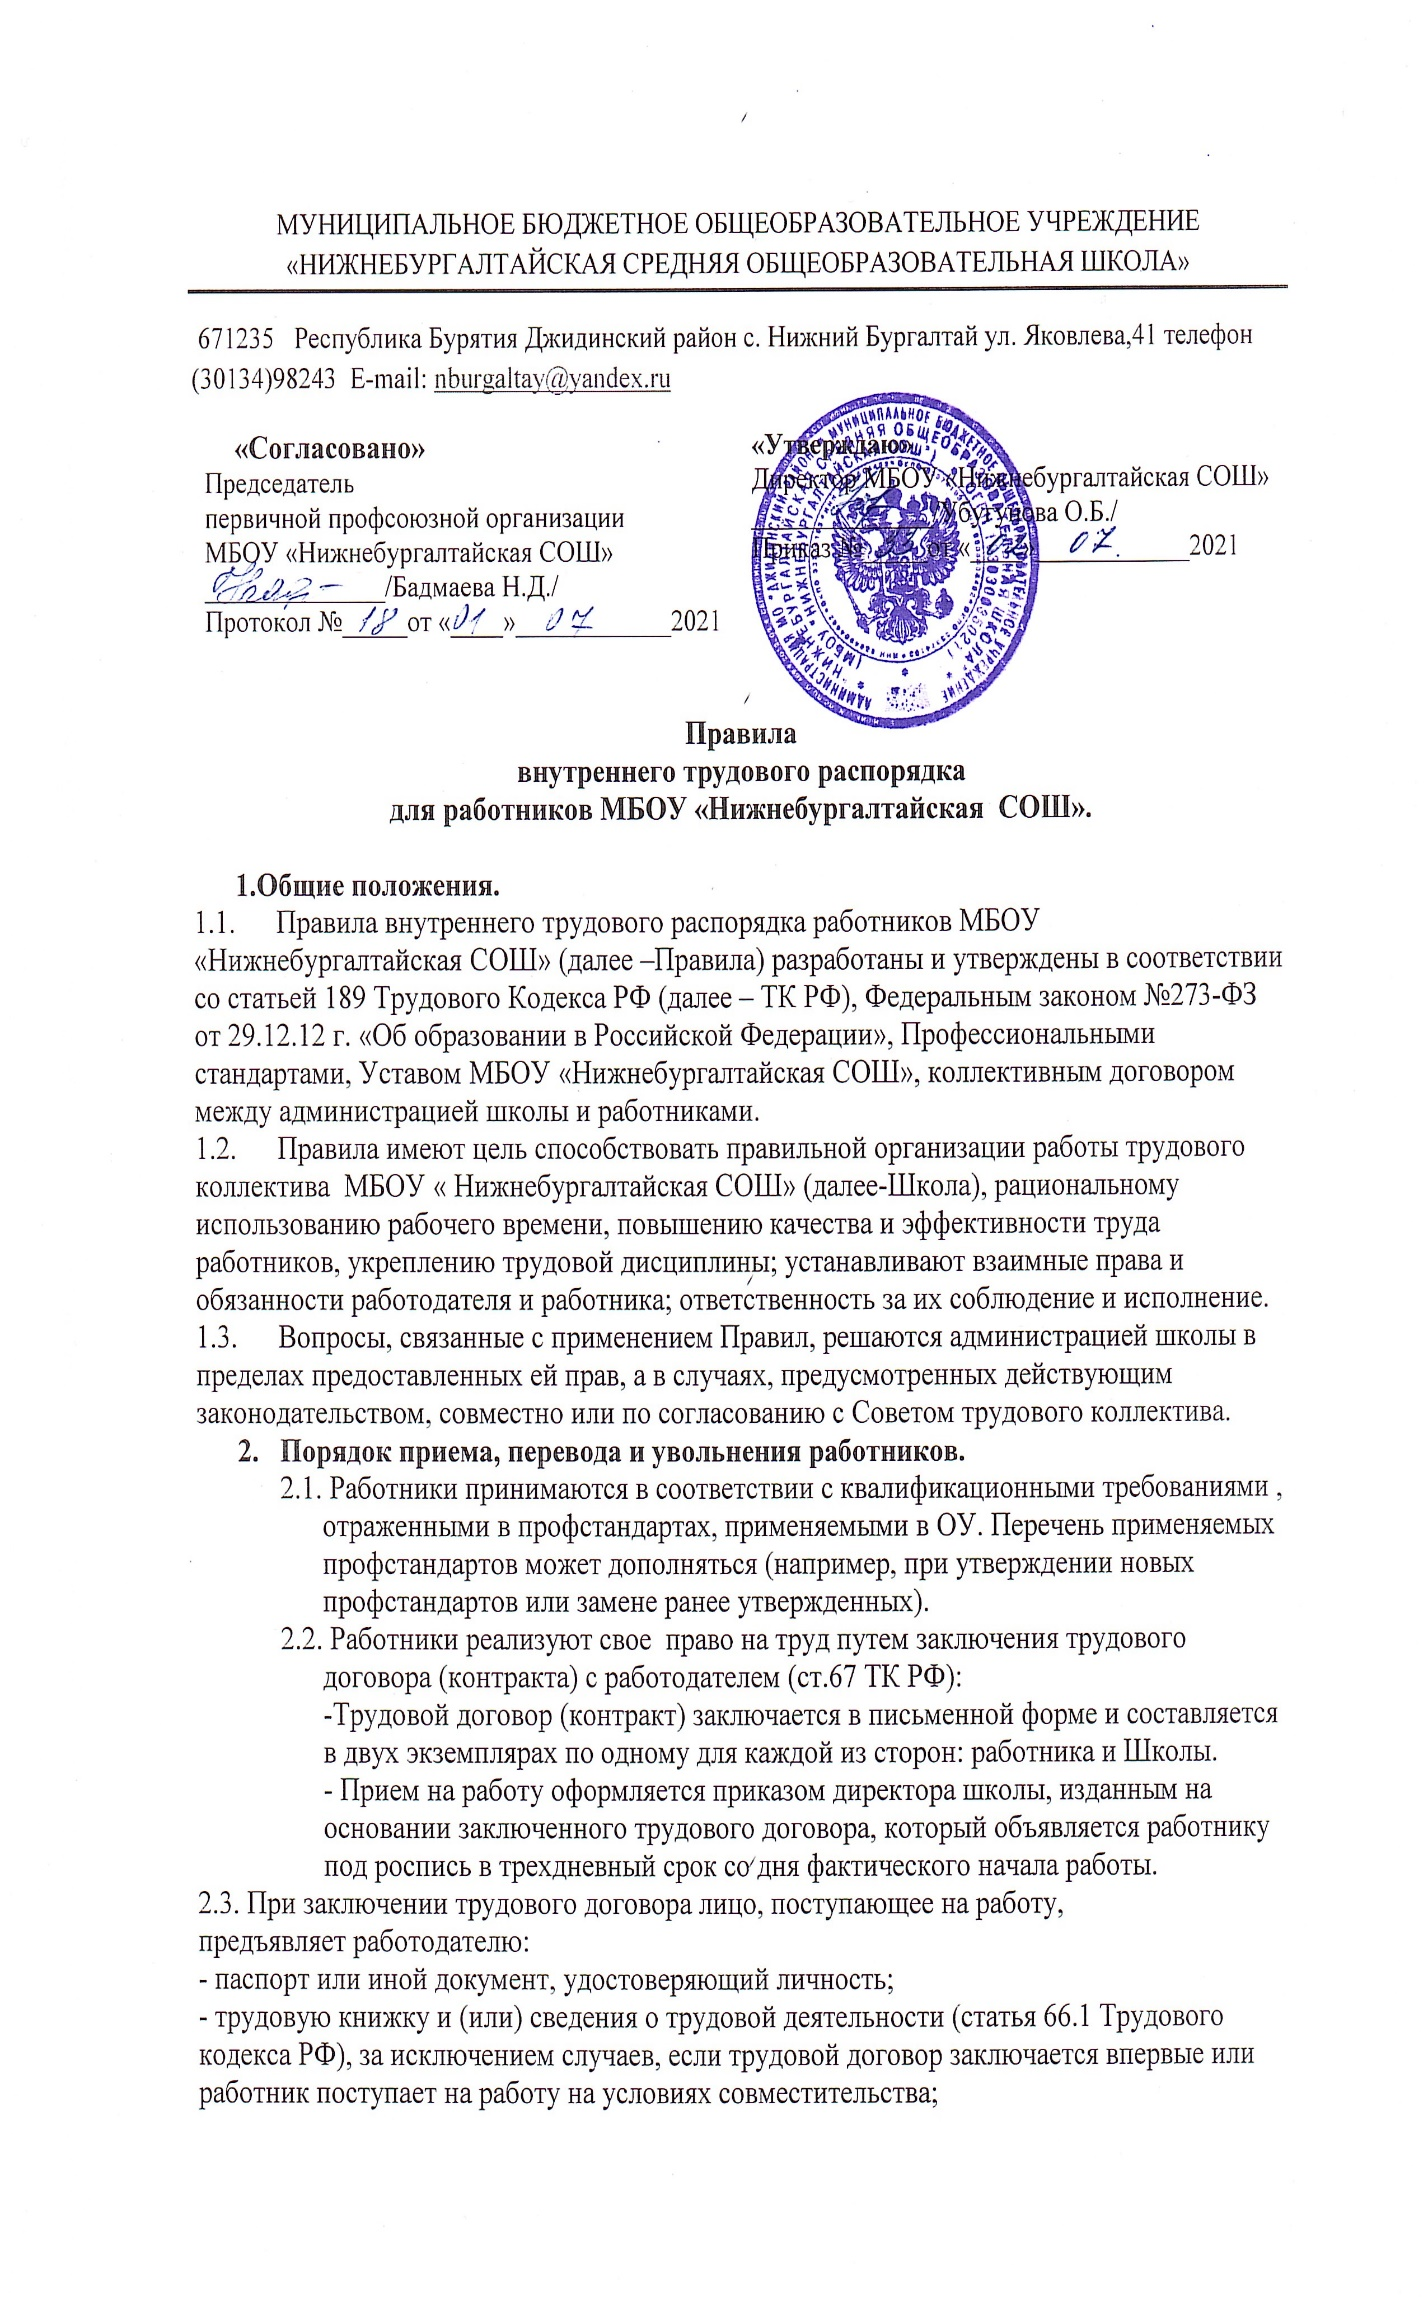 МУНИЦИПАЛЬНОЕ БЮДЖЕТНОЕ ОБЩЕОБРАЗОВАТЕЛЬНОЕ УЧРЕЖДЕНИЕ
«НИЖНЕБУРГАЛТАЙСКАЯ СРЕДНЯЯ ОБЩЕОБРАЗОВАТЕЛЬНАЯ ШКОЛА»
671235 Республика Бурятия Джидинский район с. Нижний Бургалтай ул. Яковлева,41 телефон
(30134)98243 E-mail: nburgaltay@yandex.ru
«Согласовано»
Председатель
первичной профсоюзной организации
МБОУ «Нижнебургалтайская СОШ»
/Бадмаева Н.Д./
Протокол № 18 от «01» 07 2021
«Утверждаю»
Директор МБОУ «Нижнебургалтайская СОШ»
/Убугунова О.Б./
Приказ № от « » 07 2021
Правила
внутреннего трудового распорядка
для работников МБОУ «Нижнебургалтайская СОШ».
1.Общие положения.
1.1. Правила внутреннего трудового распорядка работников МБОУ
«Нижнебургалтайская СОШ» (далее –Правила) разработаны и утверждены в соответствии
со статьей 189 Трудового Кодекса РФ (далее – ТК РФ), Федеральным законом №273-ФЗ
от 29.12.12 г. «Об образовании в Российской Федерации», Профессиональными
стандартами, Уставом МБОУ «Нижнебургалтайская СОШ», коллективным договором
между администрацией школы и работниками.
1.2. Правила имеют цель способствовать правильной организации работы трудового
коллектива МБОУ « Нижнебургалтайская СОШ» (далее-Школа), рациональному
использованию рабочего времени, повышению качества и эффективности труда
работников, укреплению трудовой дисциплины; устанавливают взаимные права и
обязанности работодателя и работника; ответственность за их соблюдение и исполнение.
1.3. Вопросы, связанные с применением Правил, решаются администрацией школы в
пределах предоставленных ей прав, а в случаях, предусмотренных действующим
законодательством, совместно или по согласованию с Советом трудового коллектива.
2. Порядок приема, перевода и увольнения работников.
2.1. Работники принимаются в соответствии с квалификационными требованиями ,
отраженными в профстандартах, применяемыми в ОУ. Перечень применяемых
профстандартов может дополняться (например, при утверждении новых
профстандартов или замене ранее утвержденных).
2.2. Работники реализуют свое право на труд путем заключения трудового
договора (контракта) с работодателем (ст.67 ТК РФ):
-Трудовой договор (контракт) заключается в письменной форме и составляется
в двух экземплярах по одному для каждой из сторон: работника и Школы.
- Прием на работу оформляется приказом директора школы, изданным на
основании заключенного трудового договора, который объявляется работнику
под роспись в трехдневный срок со дня фактического начала работы.
2.3. При заключении трудового договора лицо, поступающее на работу,
предъявляет работодателю:
- паспорт или иной документ, удостоверяющий личность;
- трудовую книжку и (или) сведения о трудовой деятельности (статья 66.1 Трудового
кодекса РФ), за исключением случаев, если трудовой договор заключается впервые или
работник поступает на работу на условиях совместительства;